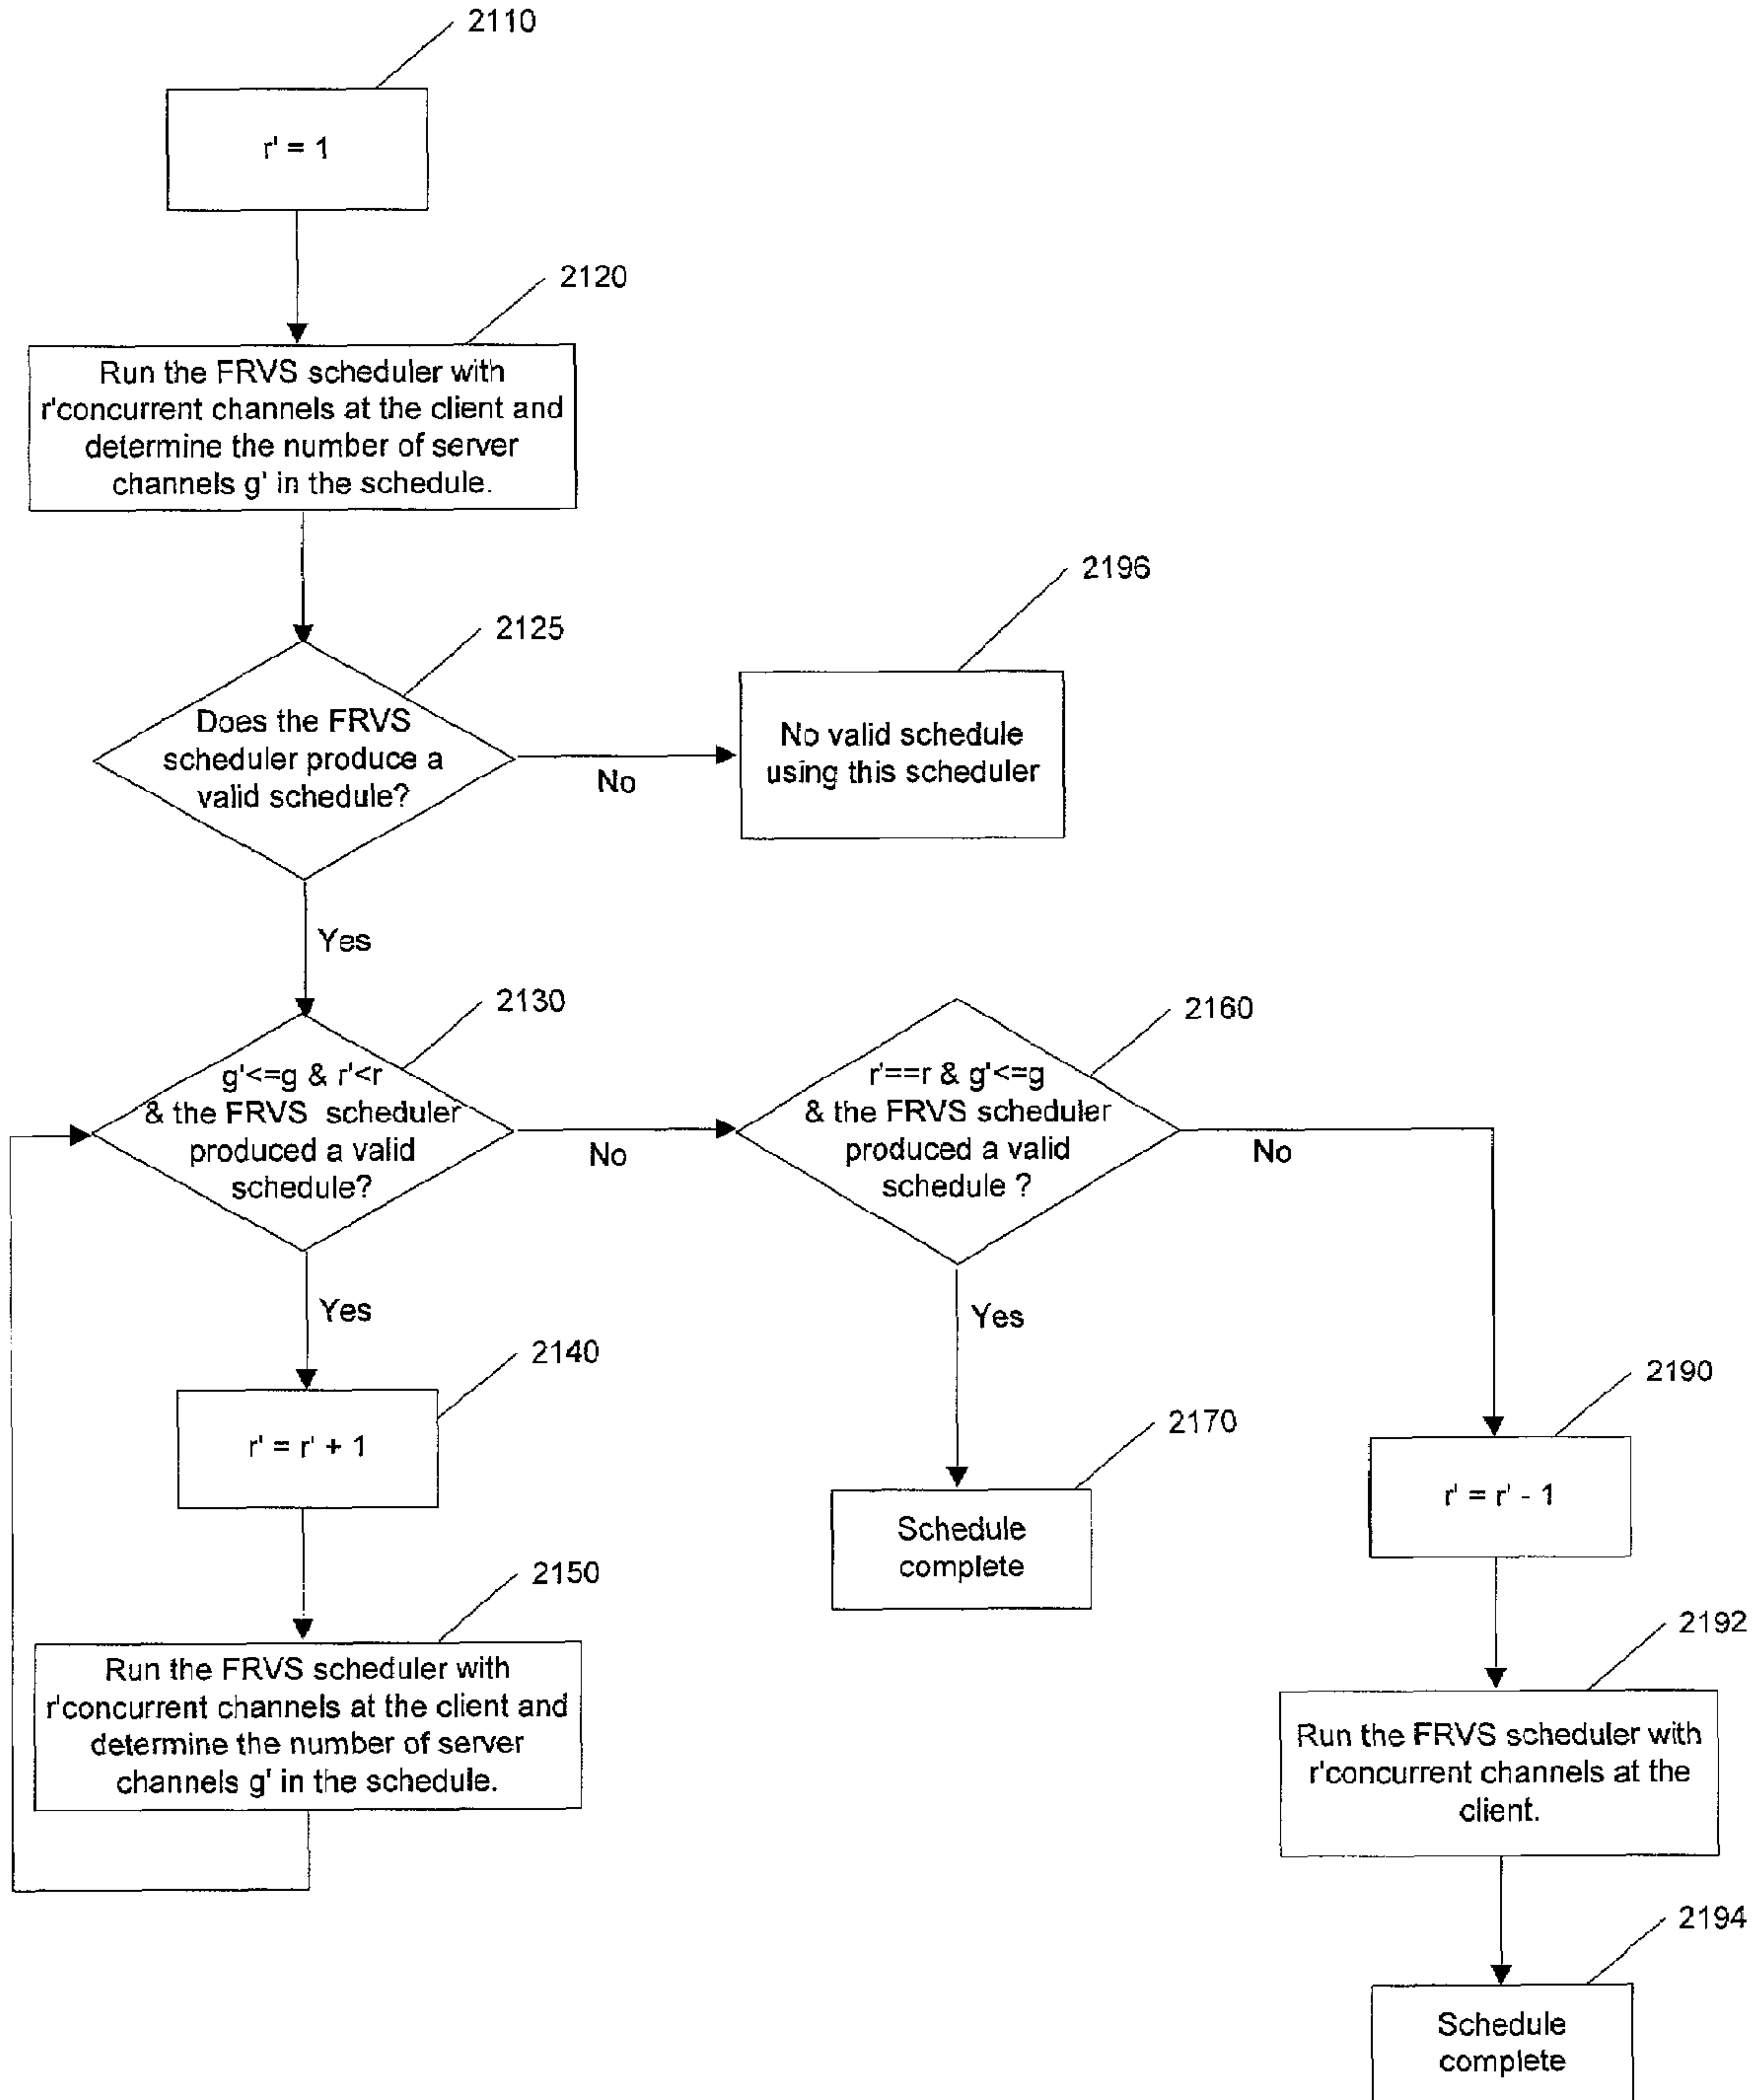 2110
r' = 1
2120
Run the FRVS scheduler with
r'concurrent channels at the client and
determine the number of server
channels g' in the schedule.
2196
2125
Does the FRVS
scheduler produce a
valid schedule?
No
No valid schedule
using this scheduler
Yes
2130
2160
g'<=g & r'<r
& the FRVS scheduler
produced a valid
schedule?
No
r'==r & g'<=g
& the FRVS scheduler
produced a valid
schedule ?
No
Yes
Yes
2140
2190
r' = r' + 1
2170
r' = r' - 1
Schedule
complete
2150
2192
Run the FRVS scheduler with
r'concurrent channels at the client and
determine the number of server
channels g' in the schedule.
Run the FRVS scheduler with
r'concurrent channels at the
client.
2194
Schedule
complete